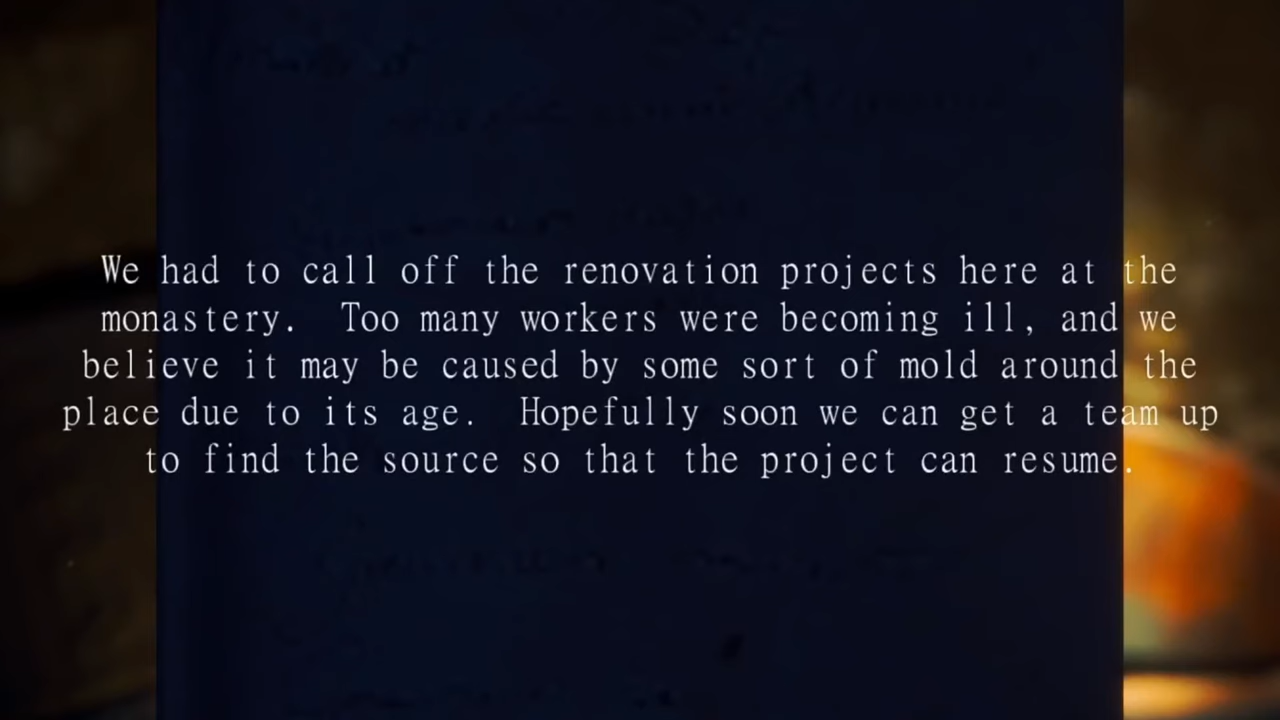 We had to call off the renovation projects here at the
monastery.  Too many workers were becoming ill, and we
believe it may be caused by some sort of mold around the
place due to its age.  Hopefully soon we can get a team up
to find the source so that the project can resume.